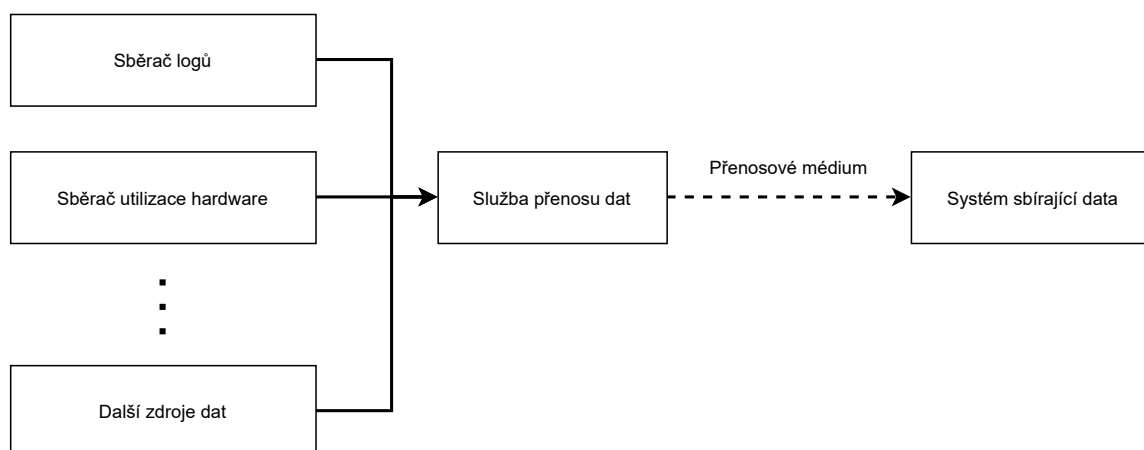 Sběrač logů
Sběrač utilizace hardware
Služba přenosu dat
Přenosové médium
Systém sbírající data
Další zdroje dat